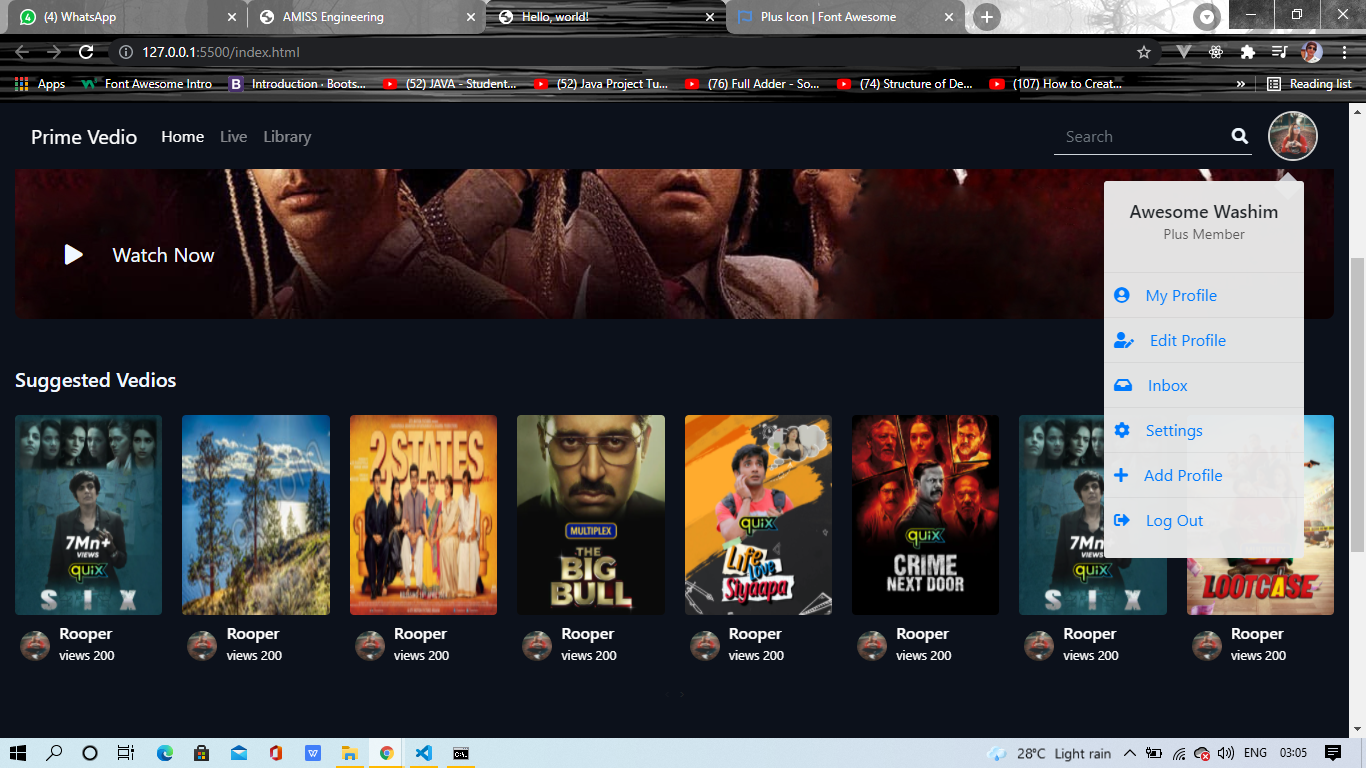 (4) WhatsApp
AMISS Engineering
Hello, world!
Plus Icon | Font Awesome
127.0.0.1:5500/index.html
Apps
Font Awesome Intro
Introduction · Boots...
(52) JAVA - Student...
(52) Java Project Tu...
(76) Full Adder - So...
(74) Structure of De...
(107) How to Creat...
»
Reading list
Prime Vedio
Home
Live
Library
Search
Awesome Washim
Plus Member
Watch Now
My Profile
Edit Profile
Inbox
Settings
Add Profile
Log Out
Suggested Vedios
7Mn+
VIEWS
quix
SIX
2 STATES
MULTIPLEX
THE
BIG
BULL
quix
Life
Love
Siyaapa
quix
CRIME
NEXT DOOR
7Mn
VIEWS
quix
SIX
LOOTCASE
Rooper
views 200
Rooper
views 200
Rooper
views 200
Rooper
views 200
Rooper
views 200
Rooper
views 200
Rooper
views 200
Rooper
views 200
28°C Light rain
ENG
03:05